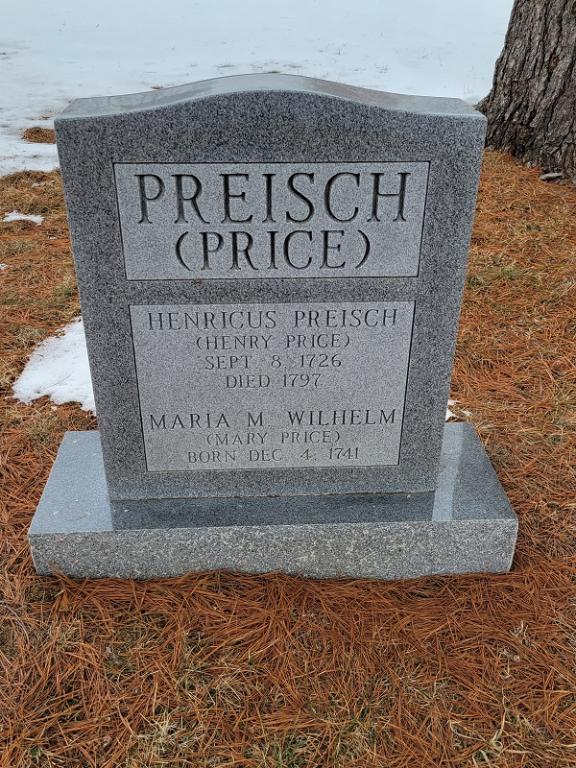 PREISCH
(PRICE)
HENRICUS PREISCH
(HENRY PRICE)
SEPT. 8, 1726
DIED 1797
MARIA M. WILHELM
(MARY PRICE)
BORN DEC. 4, 1741